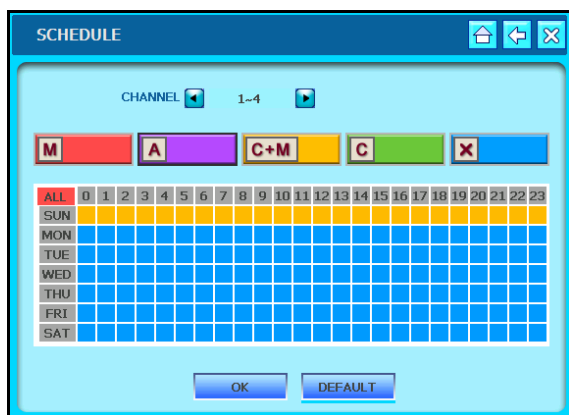 SCHEDULE
CHANNEL 1~4
M A C+M C X
ALL 0 1 2 3 4 5 6 7 8 9 10 11 12 13 14 15 16 17 18 19 20 21 22 23
SUN
MON
TUE
WED
THU
FRI
SAT
OK DEFAULT